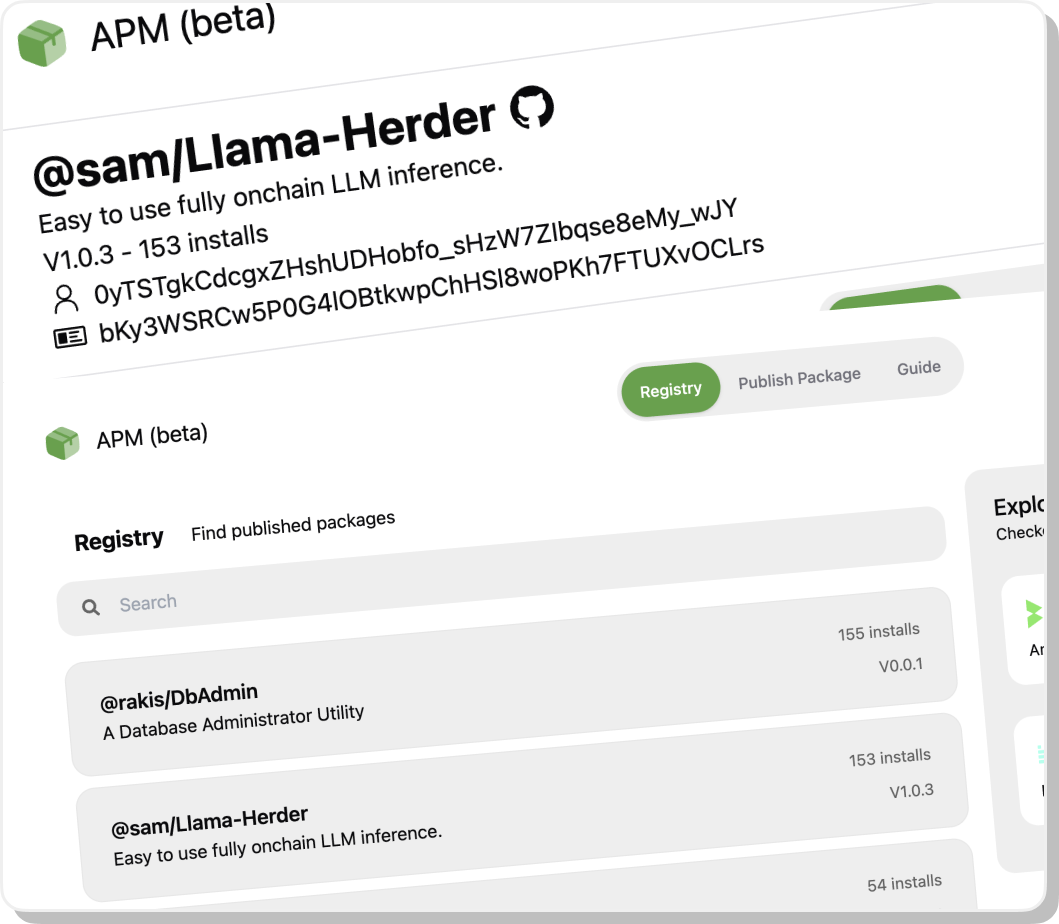 APM (beta)
@sam/Llama-Herder
Easy to use fully onchain LLM inference.
V1.0.3 - 153 installs
0yTSTgkCdcgxZHshUDHobfo_sHzW7ZIbqse8eMy_wJY
bKy3WSRCw5P0G4lOBtkwpChHSl8woPKh7FTUXvOCLrs
Registry
Publish Package
Guide
APM (beta)
Registry
Find published packages
Search
@rakis/DbAdmin
A Database Administrator Utility
155 installs
V0.0.1
@sam/Llama-Herder
Easy to use fully onchain LLM inference.
153 installs
V1.0.3
54 installs